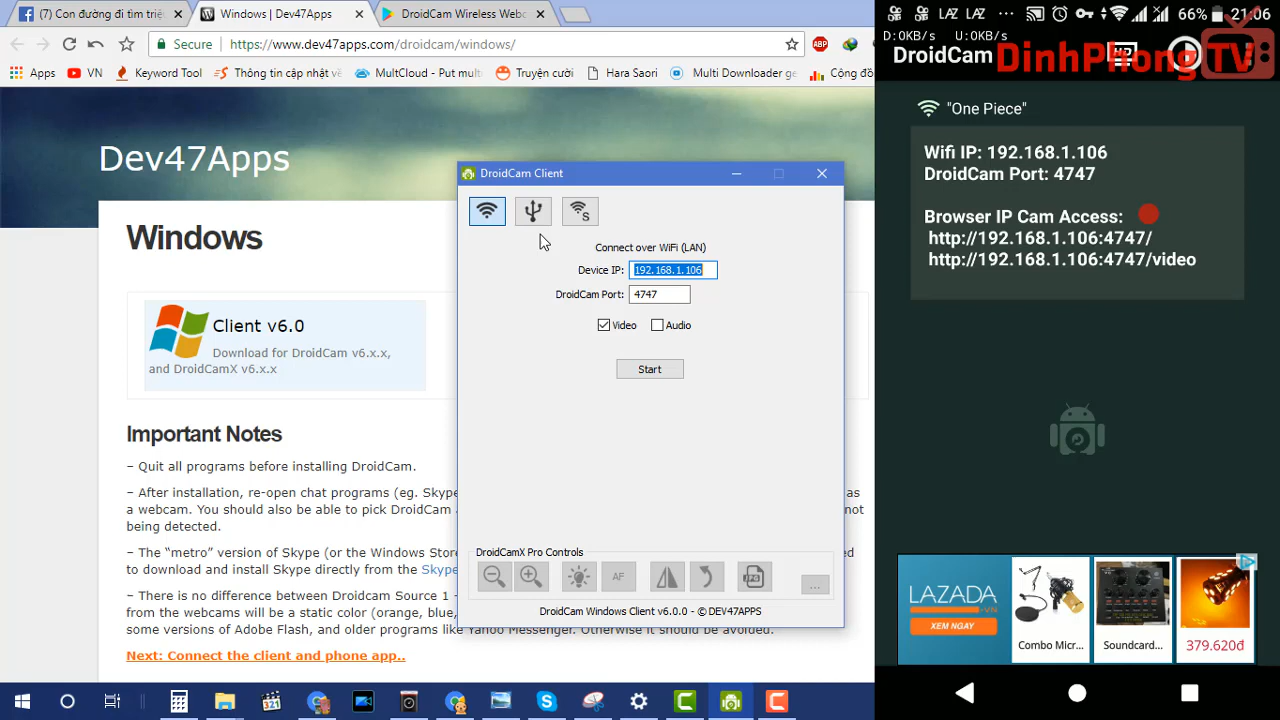 (7) Con đường đi tìm triệ
Windows | Dev47Apps
DroidCam Wireless Webc
Secure
https://www.dev47apps.com/droidcam/windows/
ABP
Apps
VN
Keyword Tool
Thông tin cập nhật về
MultCloud - Put mult
Truyện cười
Hara Saori
Multi Downloader ge
Cộng đồ
Dev47Apps
Windows
Client v6.0
Download for DroidCam v6.x.x,
and DroidCamX v6.x.x
Important Notes
– Quit all programs before installing DroidCam.
– After installation, re-open chat programs (eg. Skype
as
a webcam. You should also be able to pick DroidCam
not
being detected.
– The “metro” version of Skype (or the Windows Store
ed
to download and install Skype directly from the Skype
– There is no difference between Droidcam Source 1 –
from the webcams will be a static color (orange, blue,
some versions of Adobe Flash, and older programs like Yahoo Messenger. Otherwise it should be avoided.
Next: Connect the client and phone app..
DroidCam Client
S
Connect over WiFi (LAN)
Device IP: 192.168.1.106
DroidCam Port: 4747
Video
Audio
Start
DroidCamX Pro Controls
AF
JPG
...
DroidCam Windows Client v6.0.0 - © DEV47APPS
321
LAZ LAZ ... 66% 21:06
D:0KB/s U:0KB/s
DroidCam
HD
DinhPhong TV
"One Piece"
Wifi IP: 192.168.1.106
DroidCam Port: 4747
Browser IP Cam Access:
http://192.168.1.106:4747/
http://192.168.1.106:4747/video
LAZADA
.VN
XEM NGAY
Combo Micr...
Soundcard...
379.620đ